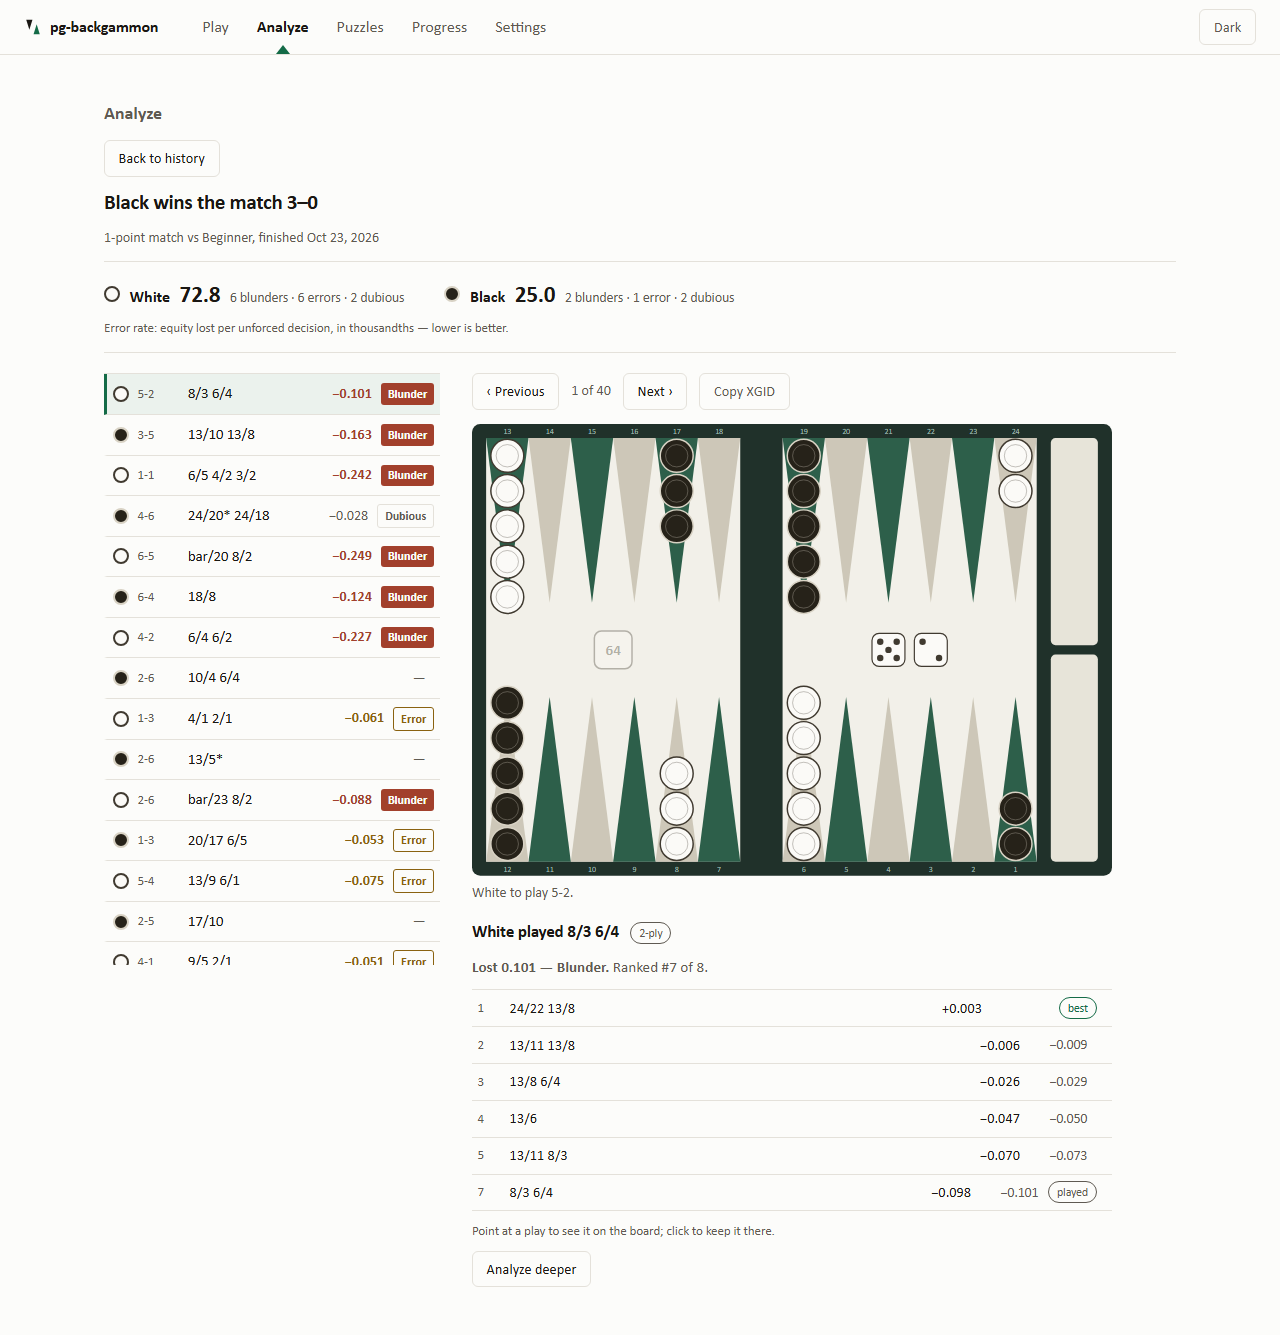 pg-backgammon Play Analyze Puzzles Progress Settings Dark
Analyze
Back to history
Black wins the match 3–0
1-point match vs Beginner, finished Oct 23, 2026
White 72.8 6 blunders · 6 errors · 2 dubious Black 25.0 2 blunders · 1 error · 2 dubious
Error rate: equity lost per unforced decision, in thousandths — lower is better.
5-2 8/3 6/4 −0.101 Blunder
3-5 13/10 13/8 −0.163 Blunder
1-1 6/5 4/2 3/2 −0.242 Blunder
4-6 24/20* 24/18 −0.028 Dubious
6-5 bar/20 8/2 −0.249 Blunder
6-4 18/8 −0.124 Blunder
4-2 6/4 6/2 −0.227 Blunder
2-6 10/4 6/4 —
1-3 4/1 2/1 −0.061 Error
2-6 13/5* —
2-6 bar/23 8/2 −0.088 Blunder
1-3 20/17 6/5 −0.053 Error
5-4 13/9 6/1 −0.075 Error
2-5 17/10 —
4-1 9/5 2/1 −0.051 Error
‹ Previous 1 of 40 Next › Copy XGID
13 14 15 16 17 18 19 20 21 22 23 24
64
12 11 10 9 8 7 6 5 4 3 2 1
White to play 5-2.
White played 8/3 6/4 2-ply
Lost 0.101 — Blunder. Ranked #7 of 8.
1 24/22 13/8 +0.003 best
2 13/11 13/8 −0.006 −0.009
3 13/8 6/4 −0.026 −0.029
4 13/6 −0.047 −0.050
5 13/11 8/3 −0.070 −0.073
7 8/3 6/4 −0.098 −0.101 played
Point at a play to see it on the board; click to keep it there.
Analyze deeper